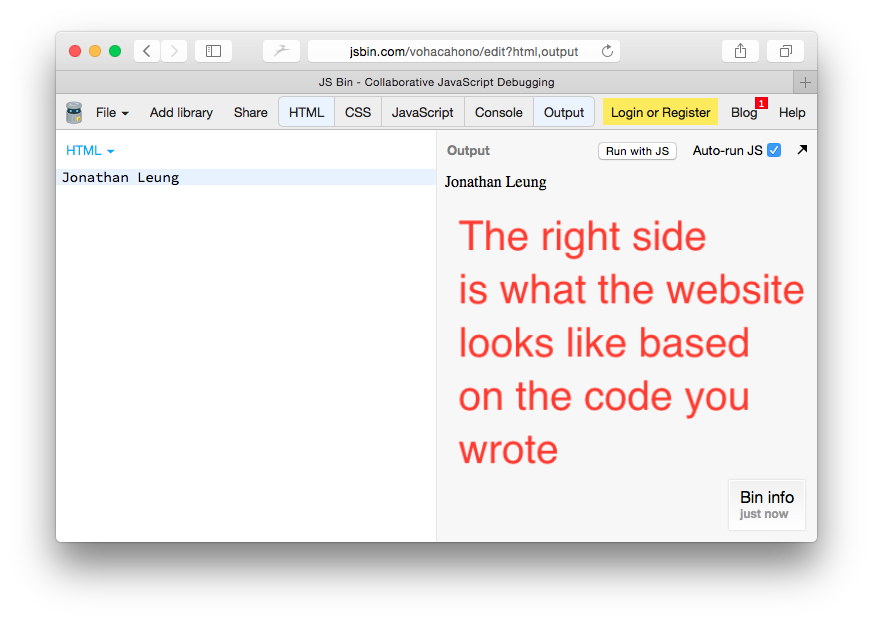 jsbin.com/vohacahono/edit?html,output
JS Bin - Collaborative JavaScript Debugging
File Add library Share HTML CSS JavaScript Console Output Login or Register Blog 1 Help
HTML
Output Run with JS Auto-run JS
Jonathan Leung
Jonathan Leung
The right side
is what the website
looks like based
on the code you
wrote
Bin info
just now